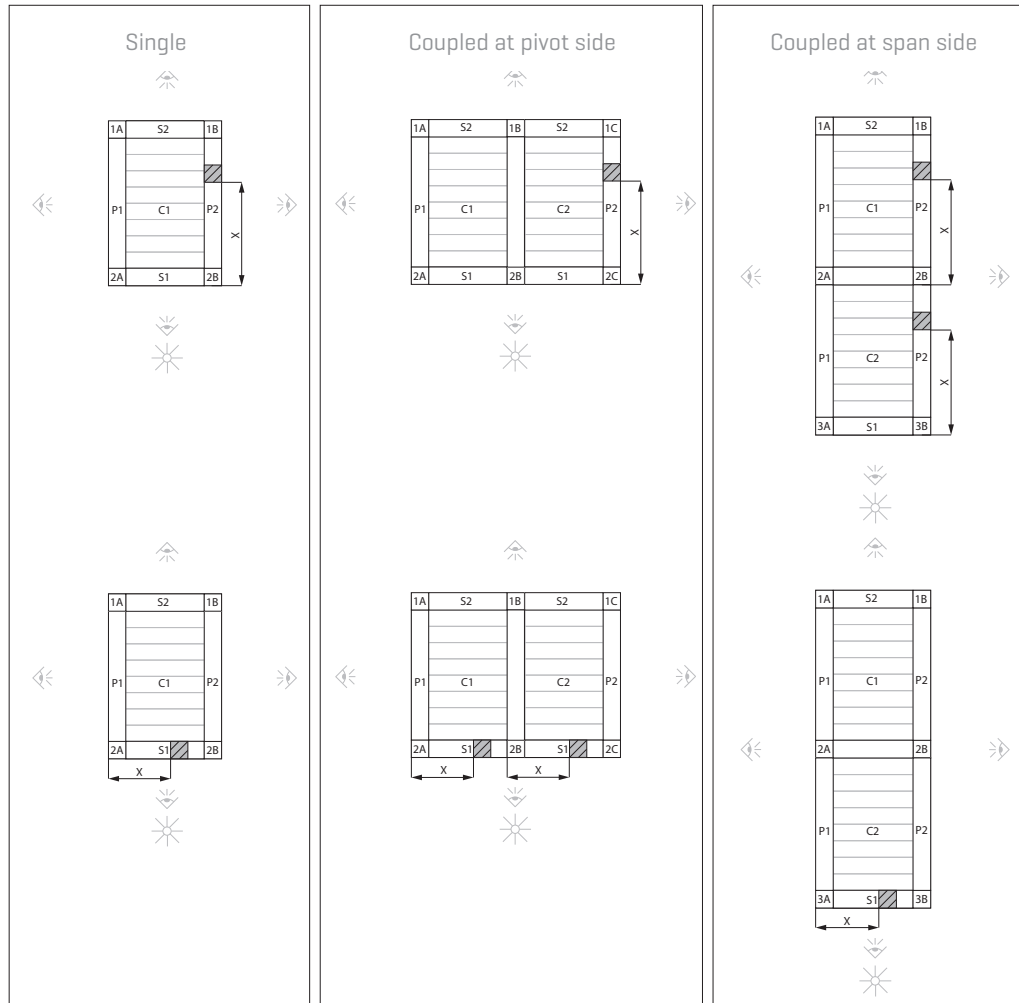 Single
1A S2 1B
P1 C1 P2
X
2A S1 2B
1A S2 1B
P1 C1 P2
2A S1 2B
X
Coupled at pivot side
1A S2 1B S2 1C
P1 C1 C2 P2
X
2A S1 2B S1 2C
1A S2 1B S2 1C
P1 C1 C2 P2
2A S1 2B S1 2C
X X
Coupled at span side
1A S2 1B
P1 C1 P2
X
2A 2B
P1 C2 P2
X
3A S1 3B
1A S2 1B
P1 C1 P2
2A 2B
P1 C2 P2
3A S1 3B
X